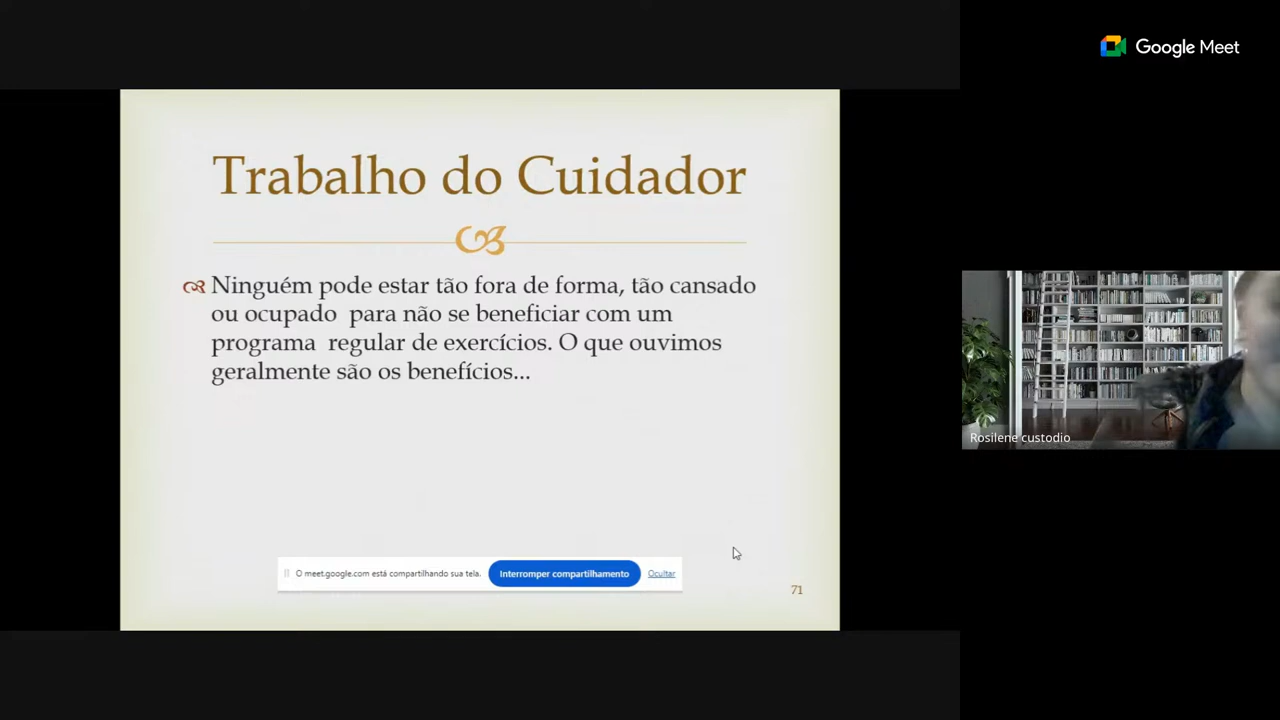 Google Meet
Trabalho do Cuidador
Ninguém pode estar tão fora de forma, tão cansado
ou ocupado para não se beneficiar com um
programa regular de exercícios. O que ouvimos
geralmente são os benefícios...
Rosilene custodio
O meet.google.com está compartilhando sua tela. Interromper compartilhamento Ocultar
71